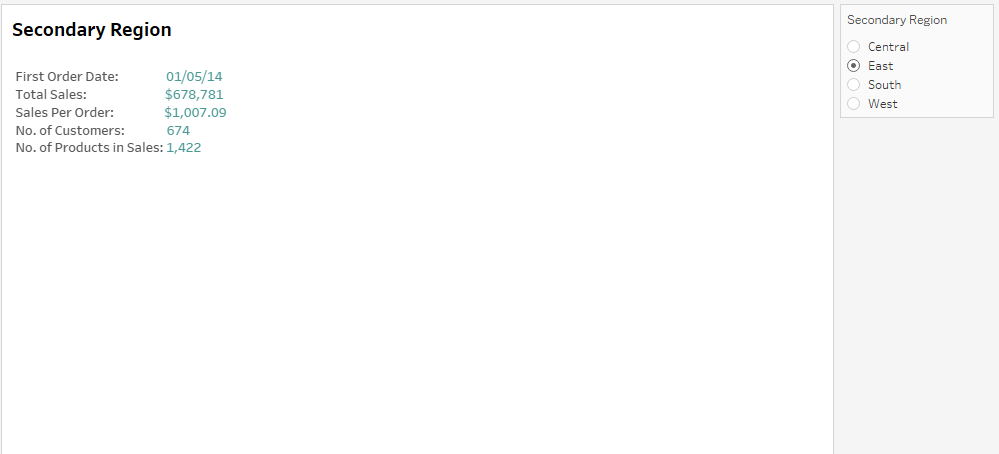 Secondary Region
First Order Date: 01/05/14
Total Sales: $678,781
Sales Per Order: $1,007.09
No. of Customers: 674
No. of Products in Sales: 1,422
Secondary Region
Central
East
South
West